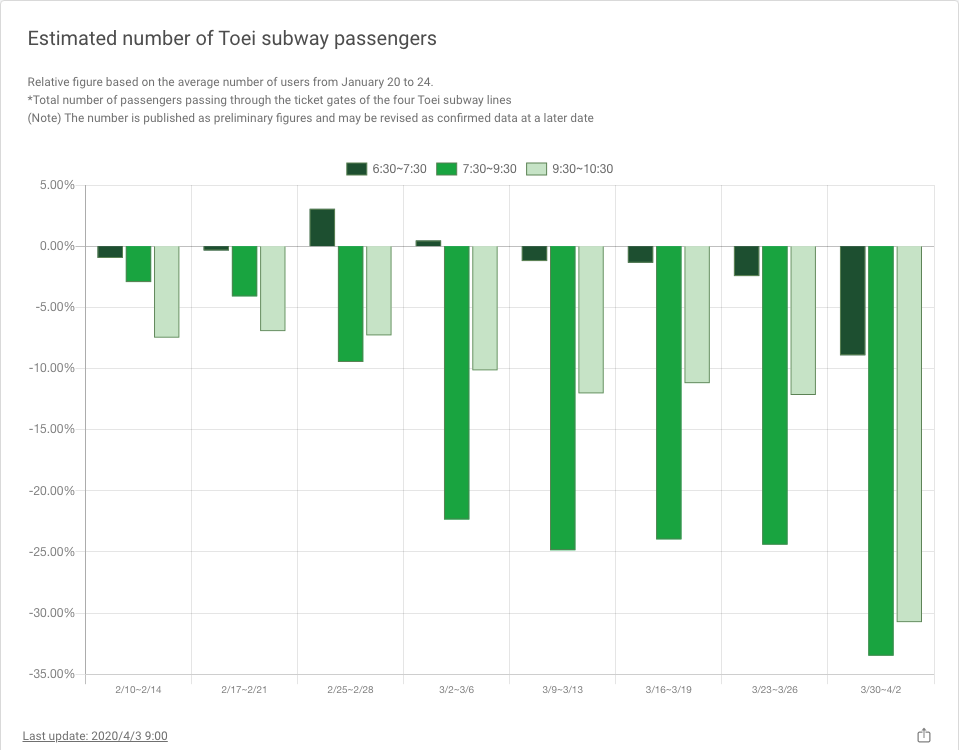 Estimated number of Toei subway passengers
Relative figure based on the average number of users from January 20 to 24.
*Total number of passengers passing through the ticket gates of the four Toei subway lines
(Note) The number is published as preliminary figures and may be revised as confirmed data at a later date
6:30~7:30 7:30~9:30 9:30~10:30
5.00%
0.00%
-5.00%
-10.00%
-15.00%
-20.00%
-25.00%
-30.00%
-35.00%
2/10~2/14 2/17~2/21 2/25~2/28 3/2~3/6 3/9~3/13 3/16~3/19 3/23~3/26 3/30~4/2
Last update: 2020/4/3 9:00